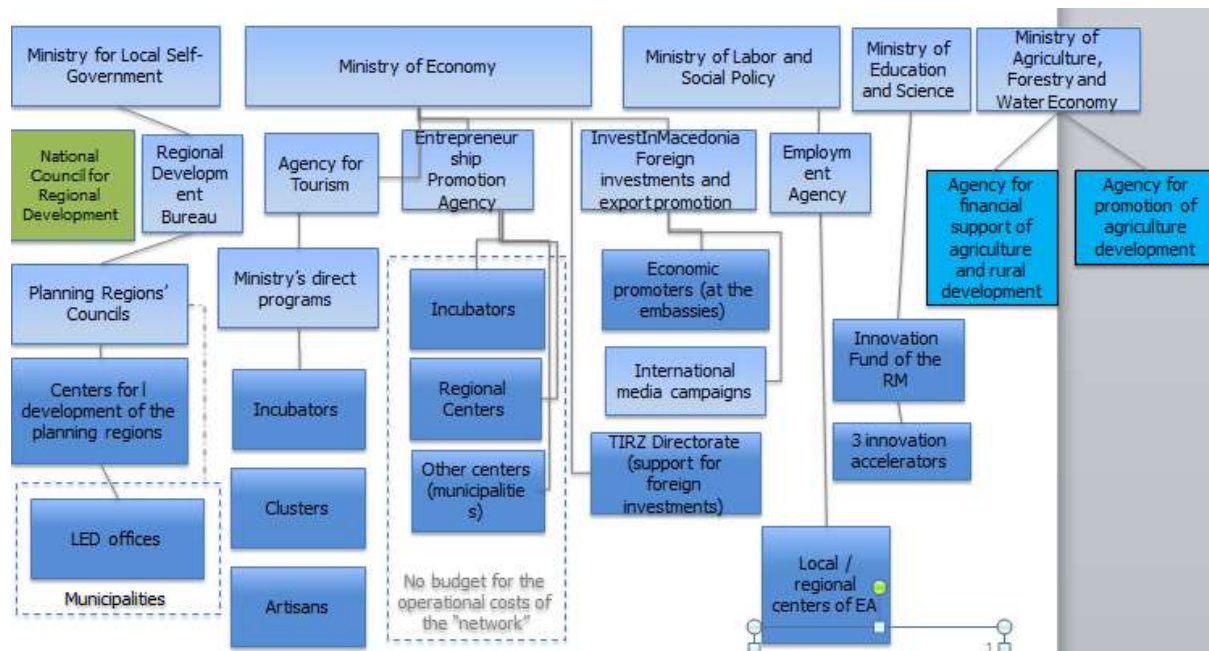 Ministry for Local Self-
Government
Ministry of Economy
Ministry of Labor and
Social Policy
Ministry of
Education
and Science
Ministry of
Agriculture,
Forestry and
Water Economy
National
Council for
Regional
Development
Regional
Develop­m
ent
Bureau
Agency for
Tourism
Entrepreneur
ship
Promotion
Agency
InvestInMacedonia
Foreign
investments and
export promotion
Employm
ent
Agency
Agency for
financial
support of
agriculture
and rural
development
Agency for
promotion of
agriculture
development
Planning Regions'
Councils
Ministry's direct
programs
Incubators
Economic
promoters (at the
embassies)
Innovation
Fund of the
RM
Centers for l
development of the
planning regions
Incubators
Regional
Centers
International
media campaigns
3 innovation
accelerators
Clusters
Other centers
(municipalitie
s)
TIRZ Directorate
(support for
foreign
investments)
LED offices
Municipalities
Artisans
No budget for the
operational costs of
the "network"
Local /
regional
centers of EA
1